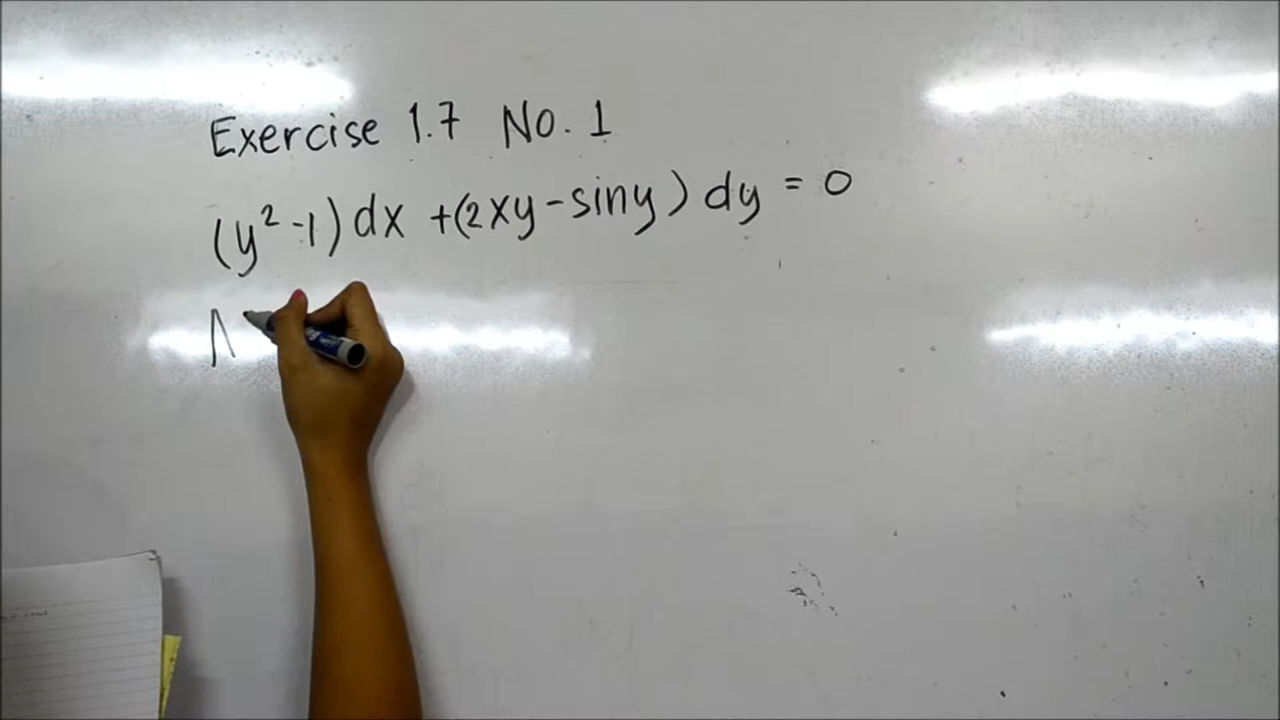 Exercise 1.7 No. 1
(y²-1)dx +(2xy-siny)dy = 0